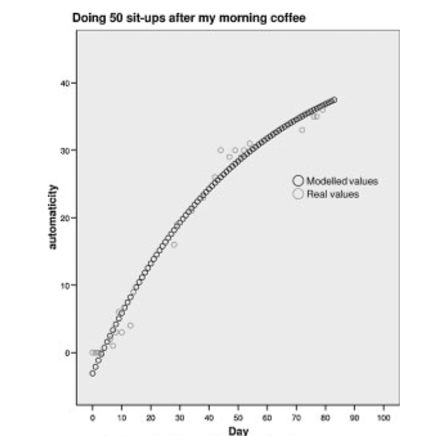 Doing 50 sit-ups after my morning coffee
40
30
20
10
0
automaticity
Modelled values
Real values
0 10 20 30 40 50 60 70 80 90 100
Day